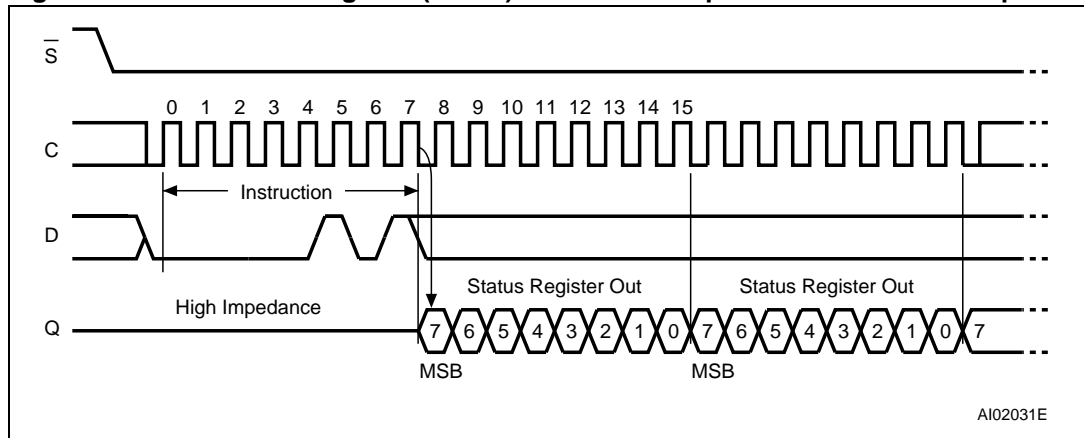 S
0 1 2 3 4 5 6 7 8 9 10 11 12 13 14 15
C
Instruction
D
High Impedance
Status Register Out
Status Register Out
Q
7 6 5 4 3 2 1 0 7 6 5 4 3 2 1 0 7
MSB
MSB
AI02031E